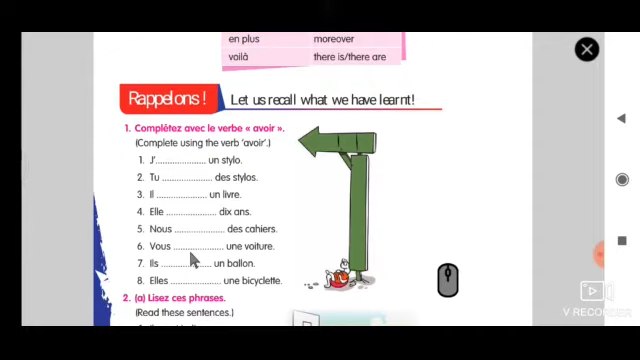 en plus moreover
voilà there is/there are
Rappelons ! Let us recall what we have learnt!
1. Complétez avec le verbe « avoir ».
(Complete using the verb 'avoir'.)
1. J'.................... un stylo.
2. Tu .................... des stylos.
3. Il .................... un livre.
4. Elle .................... dix ans.
5. Nous .................... des cahiers.
6. Vous .................... une voiture.
7. Ils .................... un ballon.
8. Elles .................... une bicyclette.
2. (a) Lisez ces phrases.
(Read these sentences.)
V RECORDER